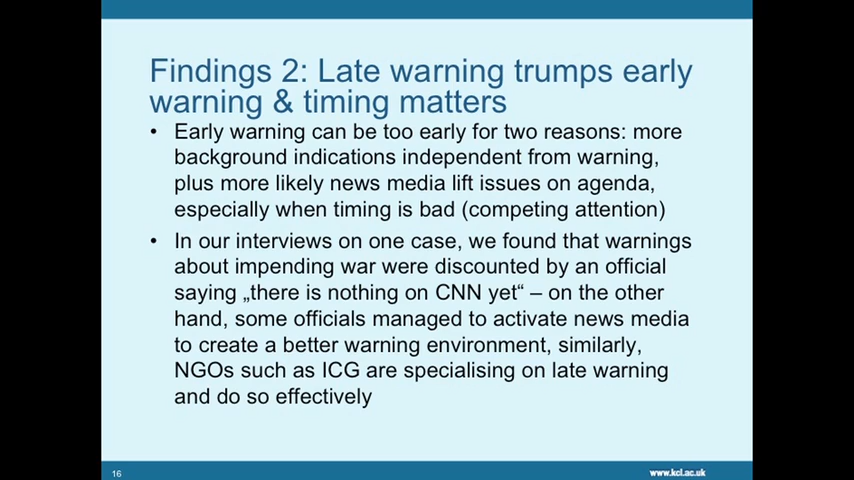 Findings 2: Late warning trumps early
warning & timing matters
• Early warning can be too early for two reasons: more
background indications independent from warning,
plus more likely news media lift issues on agenda,
especially when timing is bad (competing attention)
• In our interviews on one case, we found that warnings
about impending war were discounted by an official
saying „there is nothing on CNN yet“ – on the other
hand, some officials managed to activate news media
to create a better warning environment, similarly,
NGOs such as ICG are specialising on late warning
and do so effectively
16
www.kcl.ac.uk